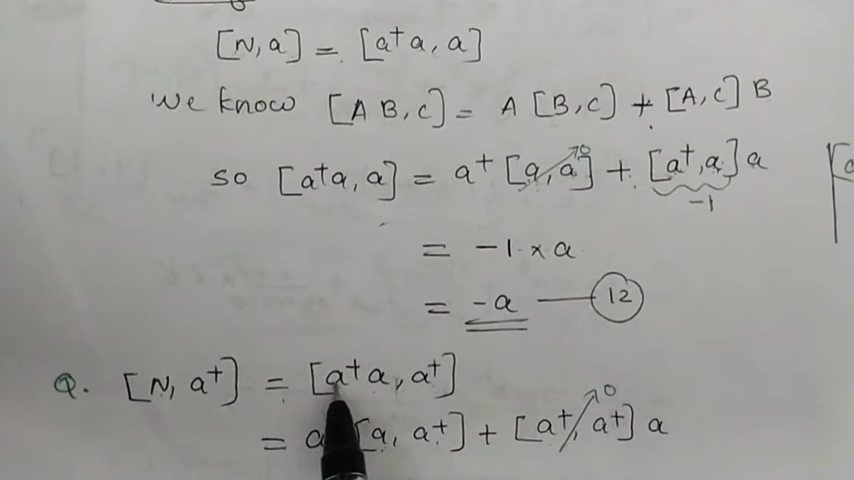 [N, a] = [a†a, a]
We know [AB, c] = A [B, c] + [A, c] B
so [a†a, a] = a† [a, a] 0 + [a†, a] a
-1
= -1 × a
= -a — 12
Q. [N, a†] = [a†a, a†]
= a [a, a†] + [a†, a†] 0 a